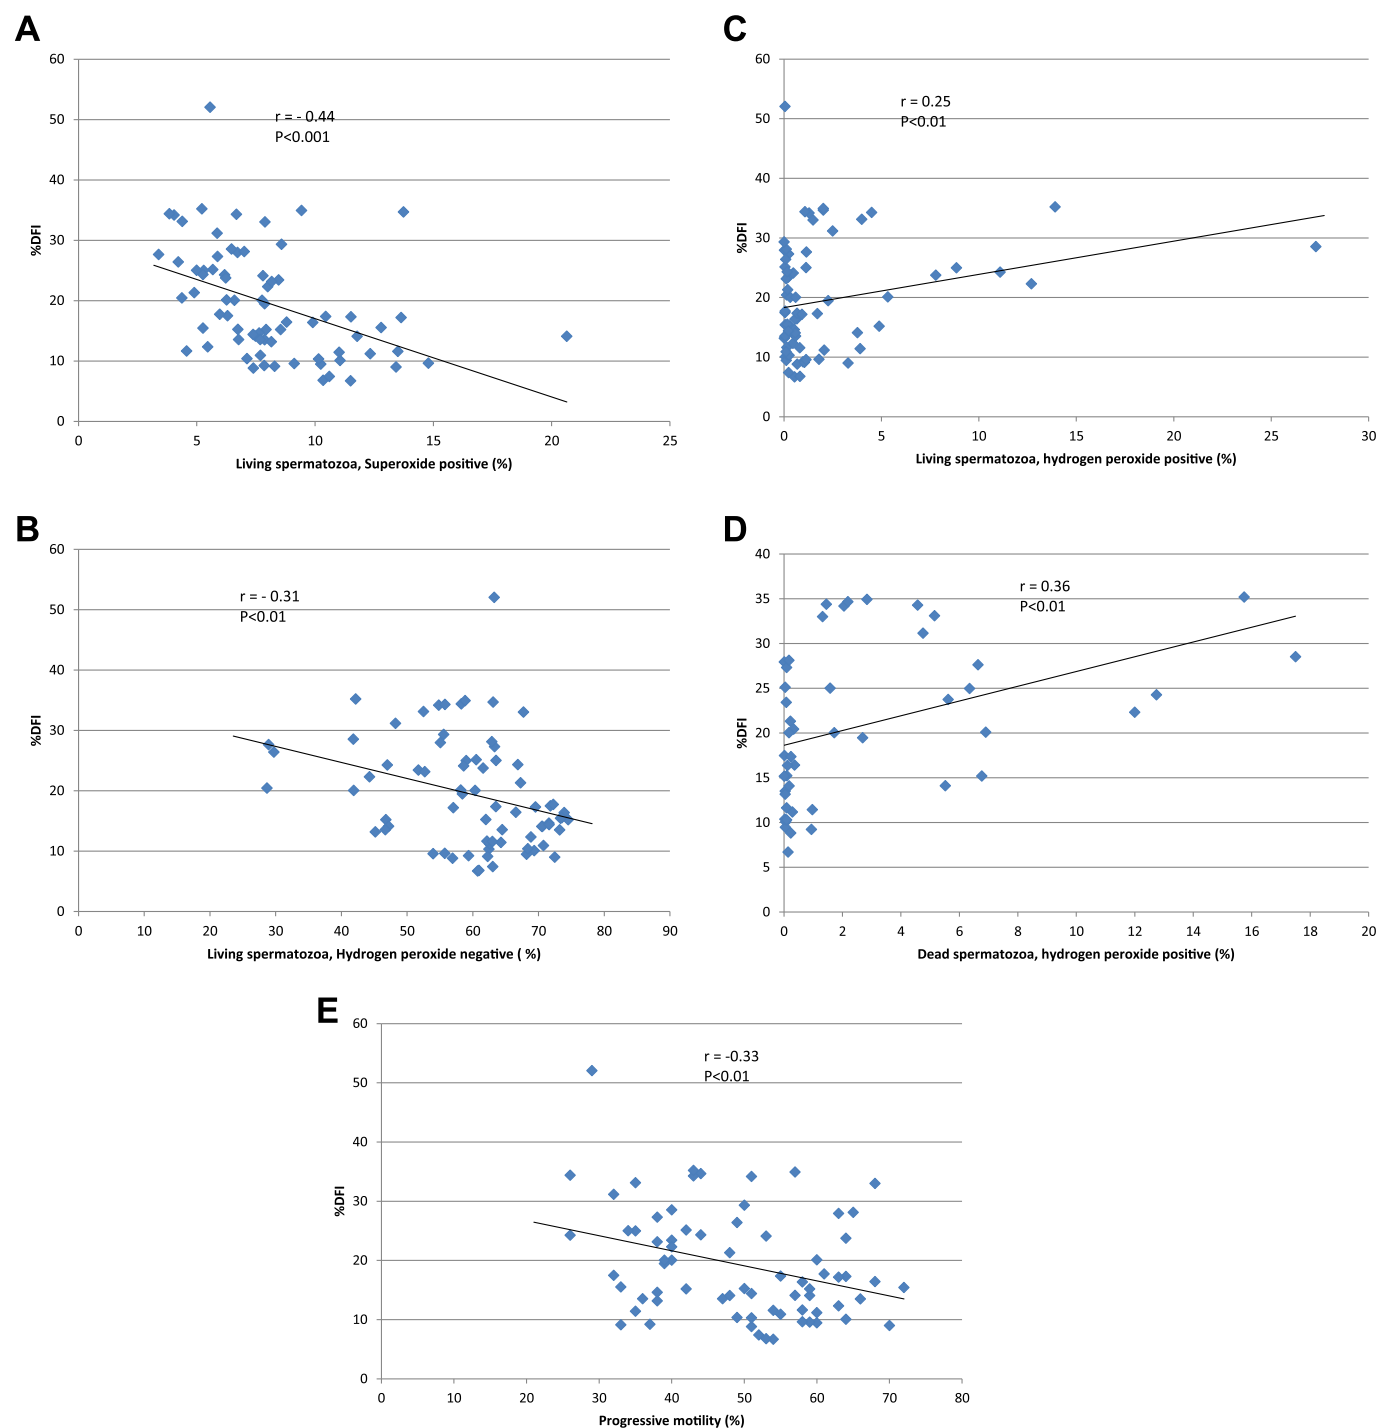 A
60
50
40
30
20
10
0
%DFI
r = - 0.44
P<0.001
0 5 10 15 20 25
Living spermatozoa, Superoxide positive (%)
C
60
50
40
30
20
10
0
%DFI
r = 0.25
P<0.01
0 5 10 15 20 25 30
Living spermatozoa, hydrogen peroxide positive (%)
B
60
50
40
30
20
10
0
%DFI
r = - 0.31
P<0.01
0 10 20 30 40 50 60 70 80 90
Living spermatozoa, Hydrogen peroxide negative ( %)
D
40
35
30
25
20
15
10
5
0
%DFI
r = 0.36
P<0.01
0 2 4 6 8 10 12 14 16 18 20
Dead spermatozoa, hydrogen peroxide positive (%)
E
60
50
40
30
20
10
0
%DFI
r = -0.33
P<0.01
0 10 20 30 40 50 60 70 80
Progressive motility (%)